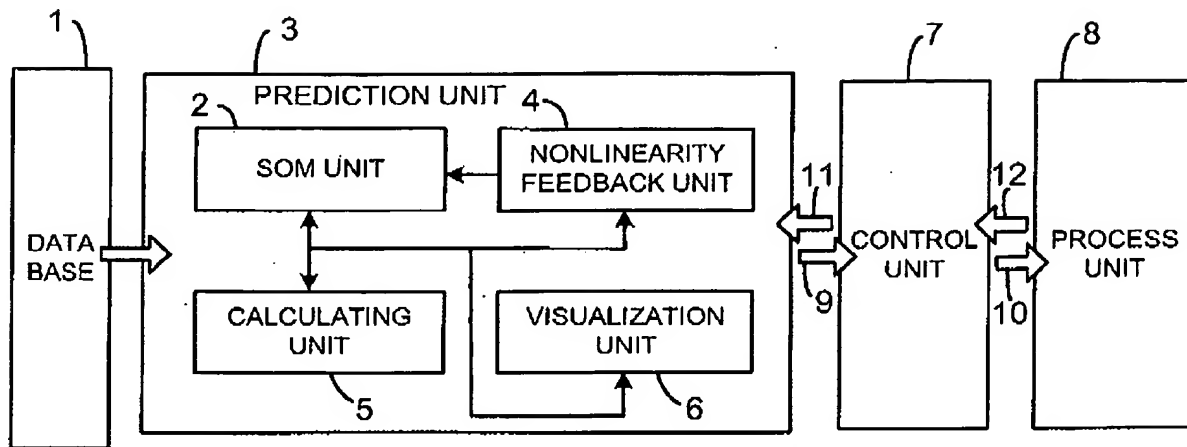 1
3
7
8
PREDICTION UNIT
2
4
SOM UNIT
NONLINEARITY
FEEDBACK UNIT
11
12
DATA
BASE
CONTROL
UNIT
PROCESS
UNIT
9
10
CALCULATING
UNIT
VISUALIZATION
UNIT
5
6